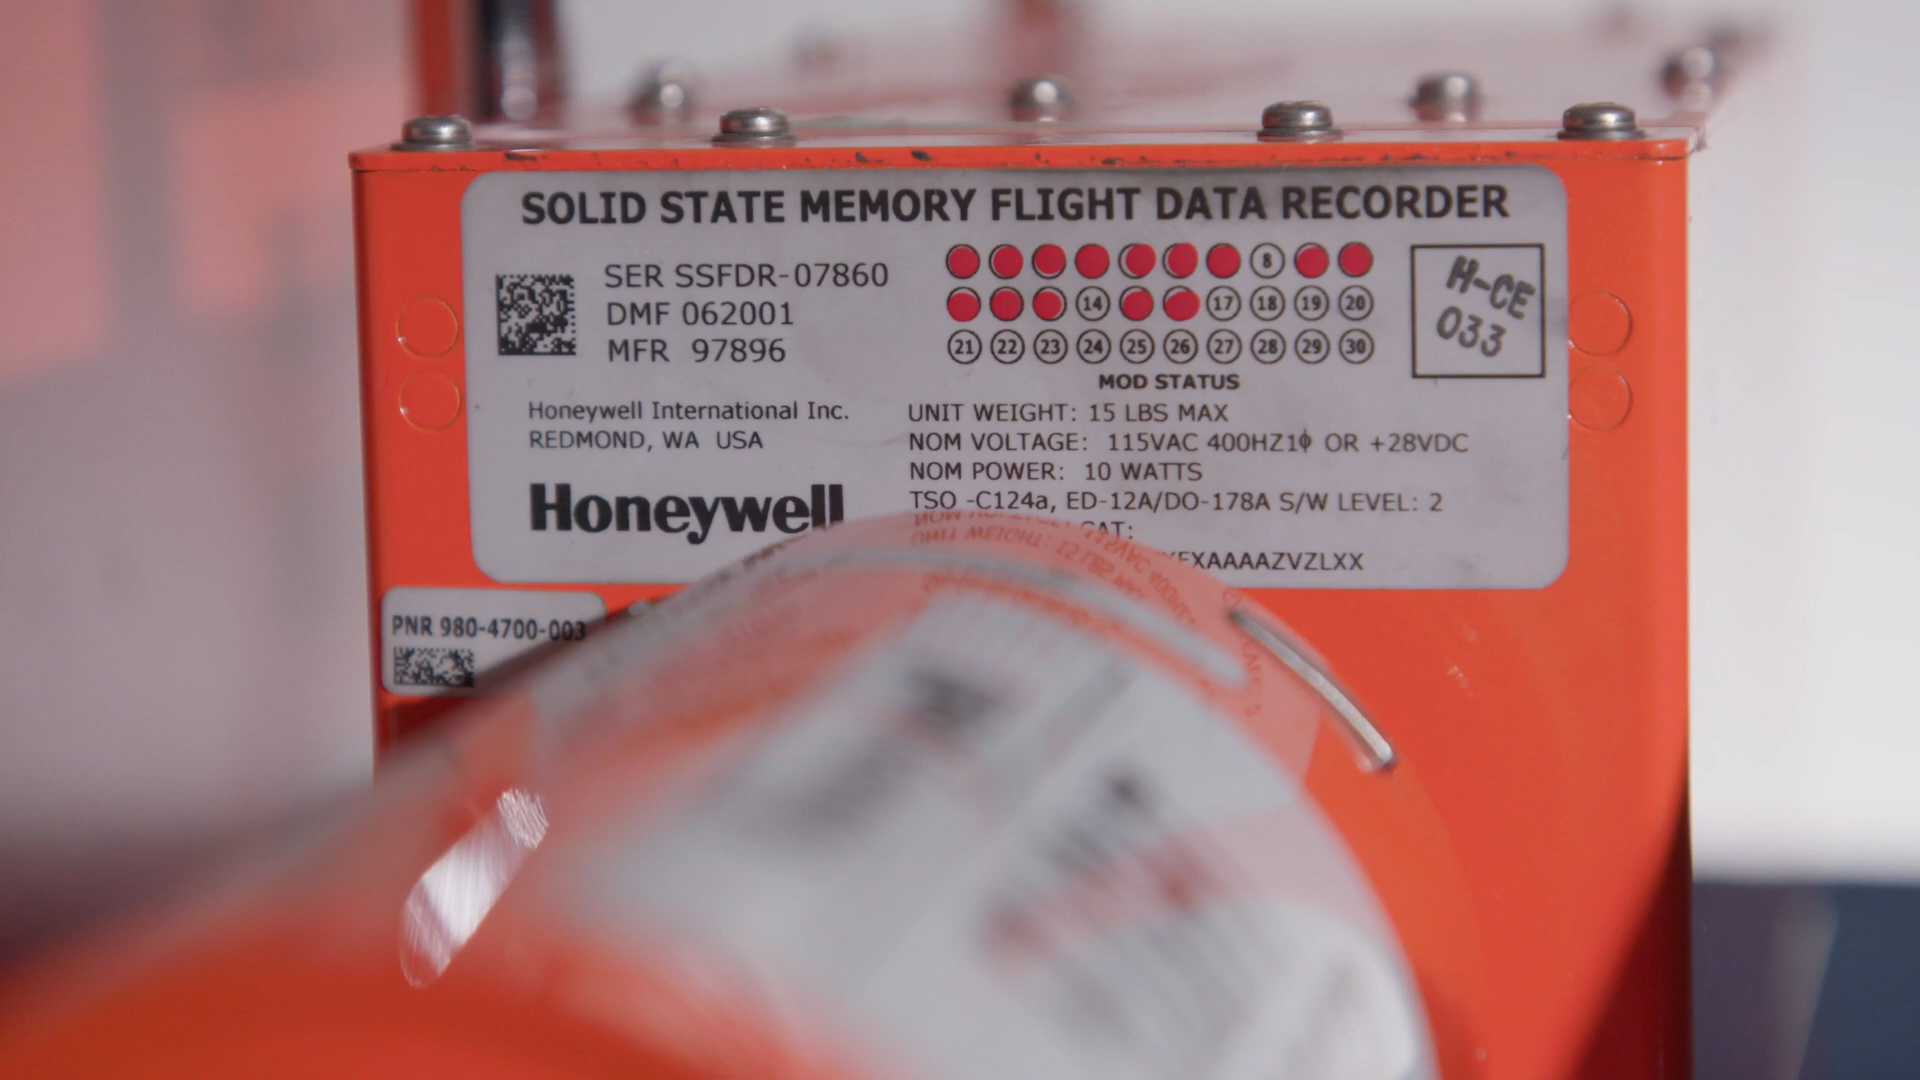 SOLID STATE MEMORY FLIGHT DATA RECORDER
SER SSFDR-07860
DMF 062001
MFR 97896
8
14 17 18 19 20
21 22 23 24 25 26 27 28 29 30
MOD STATUS
H-CE
033
Honeywell International Inc.
REDMOND, WA USA
Honeywell
UNIT WEIGHT: 15 LBS MAX
NOM VOLTAGE: 115VAC 400HZ1ϕ OR +28VDC
NOM POWER: 10 WATTS
TSO -C124a, ED-12A/DO-178A S/W LEVEL: 2
CAT:
PNR 980-4700-003